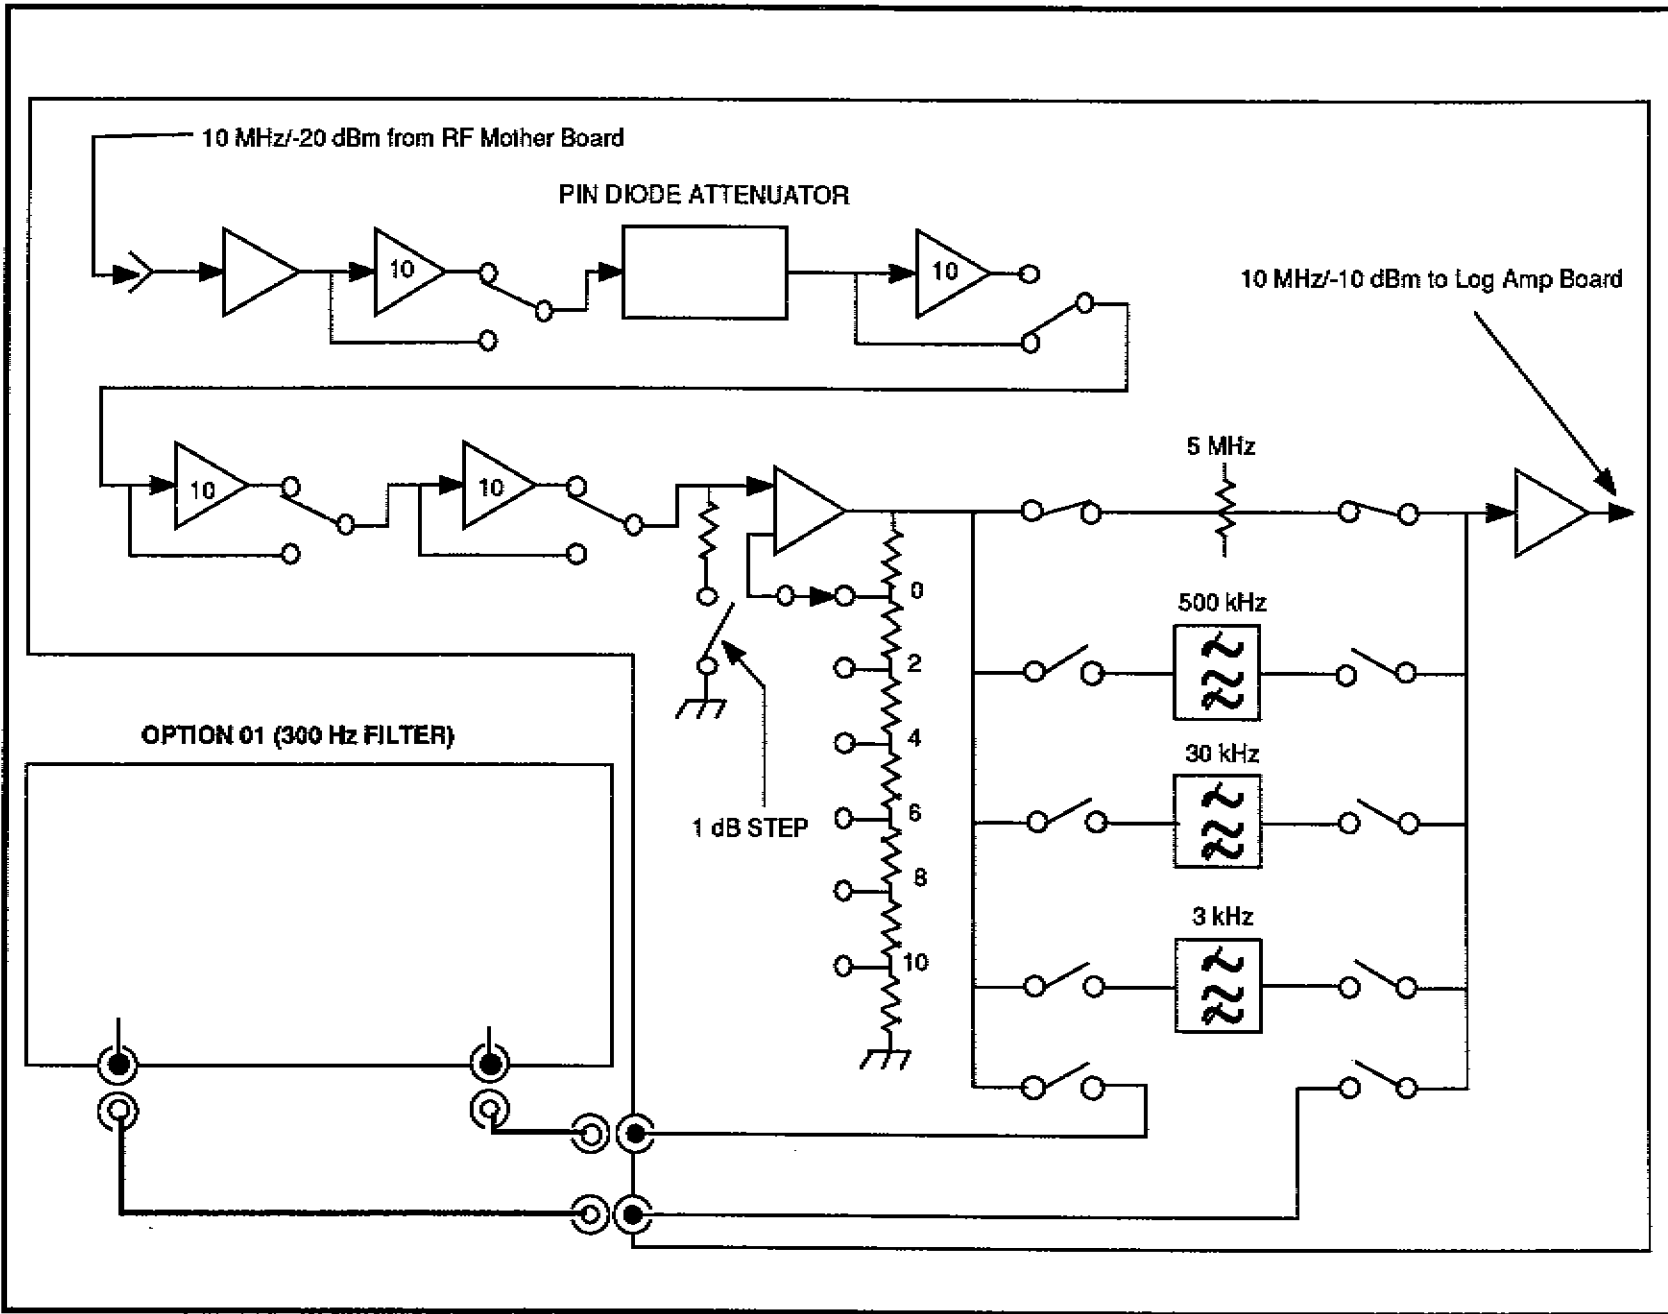 10 MHz/-20 dBm from RF Mother Board
PIN DIODE ATTENUATOR
10
10
10 MHz/-10 dBm to Log Amp Board
10
10
5 MHz
0
500 kHz
2
OPTION 01 (300 Hz FILTER)
4
30 kHz
1 dB STEP
6
8
3 kHz
10